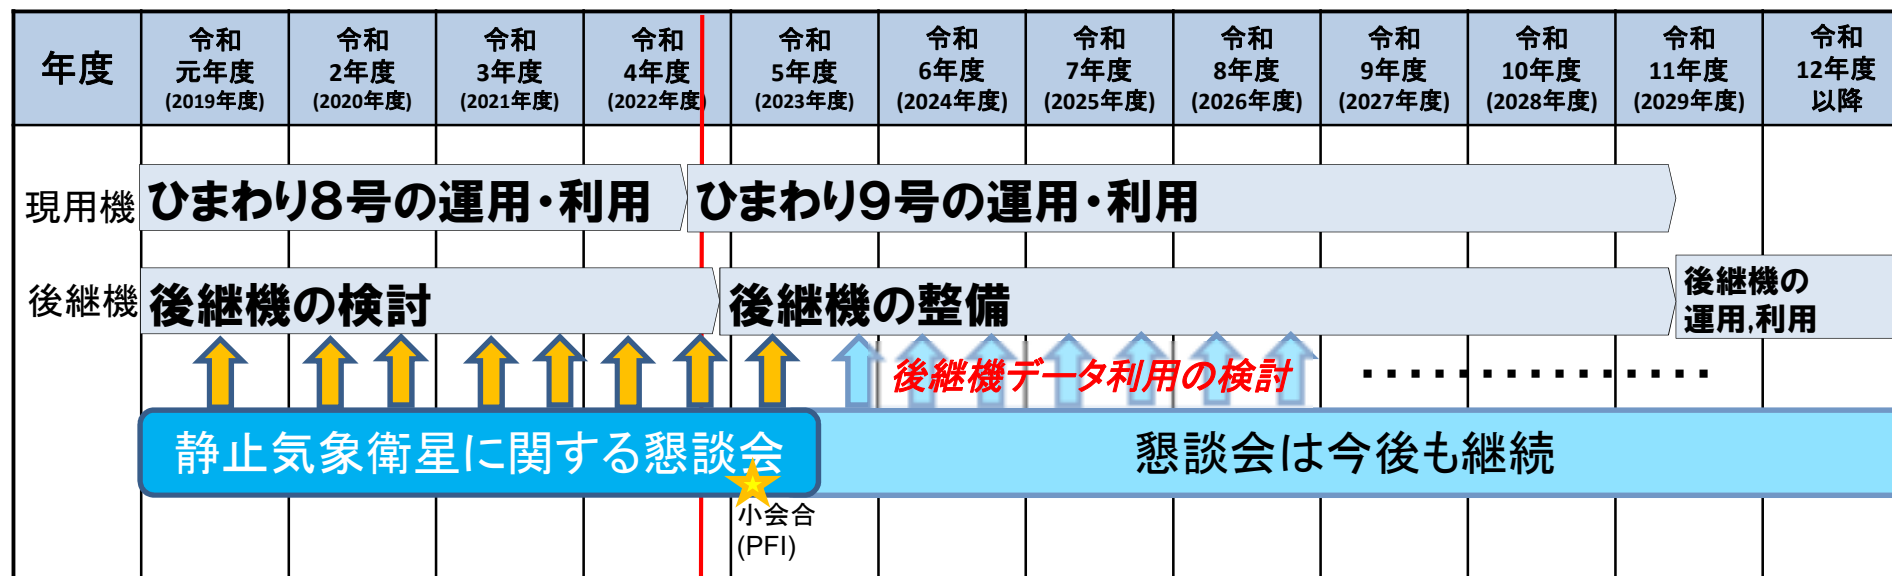 年度
令和
元年度
(2019年度)
令和
2年度
(2020年度)
令和
3年度
(2021年度)
令和
4年度
(2022年度)
令和
5年度
(2023年度)
令和
6年度
(2024年度)
令和
7年度
(2025年度)
令和
8年度
(2026年度)
令和
9年度
(2027年度)
令和
10年度
(2028年度)
令和
11年度
(2029年度)
令和
12年度
以降
現用機
ひまわり8号の運用・利用
ひまわり9号の運用・利用
後継機
後継機の検討
後継機の整備
後継機の
運用,利用
後継機データ利用の検討
・・・・・・・・・・・・・・・
静止気象衛星に関する懇談会
懇談会は今後も継続
小会合
(PFI)